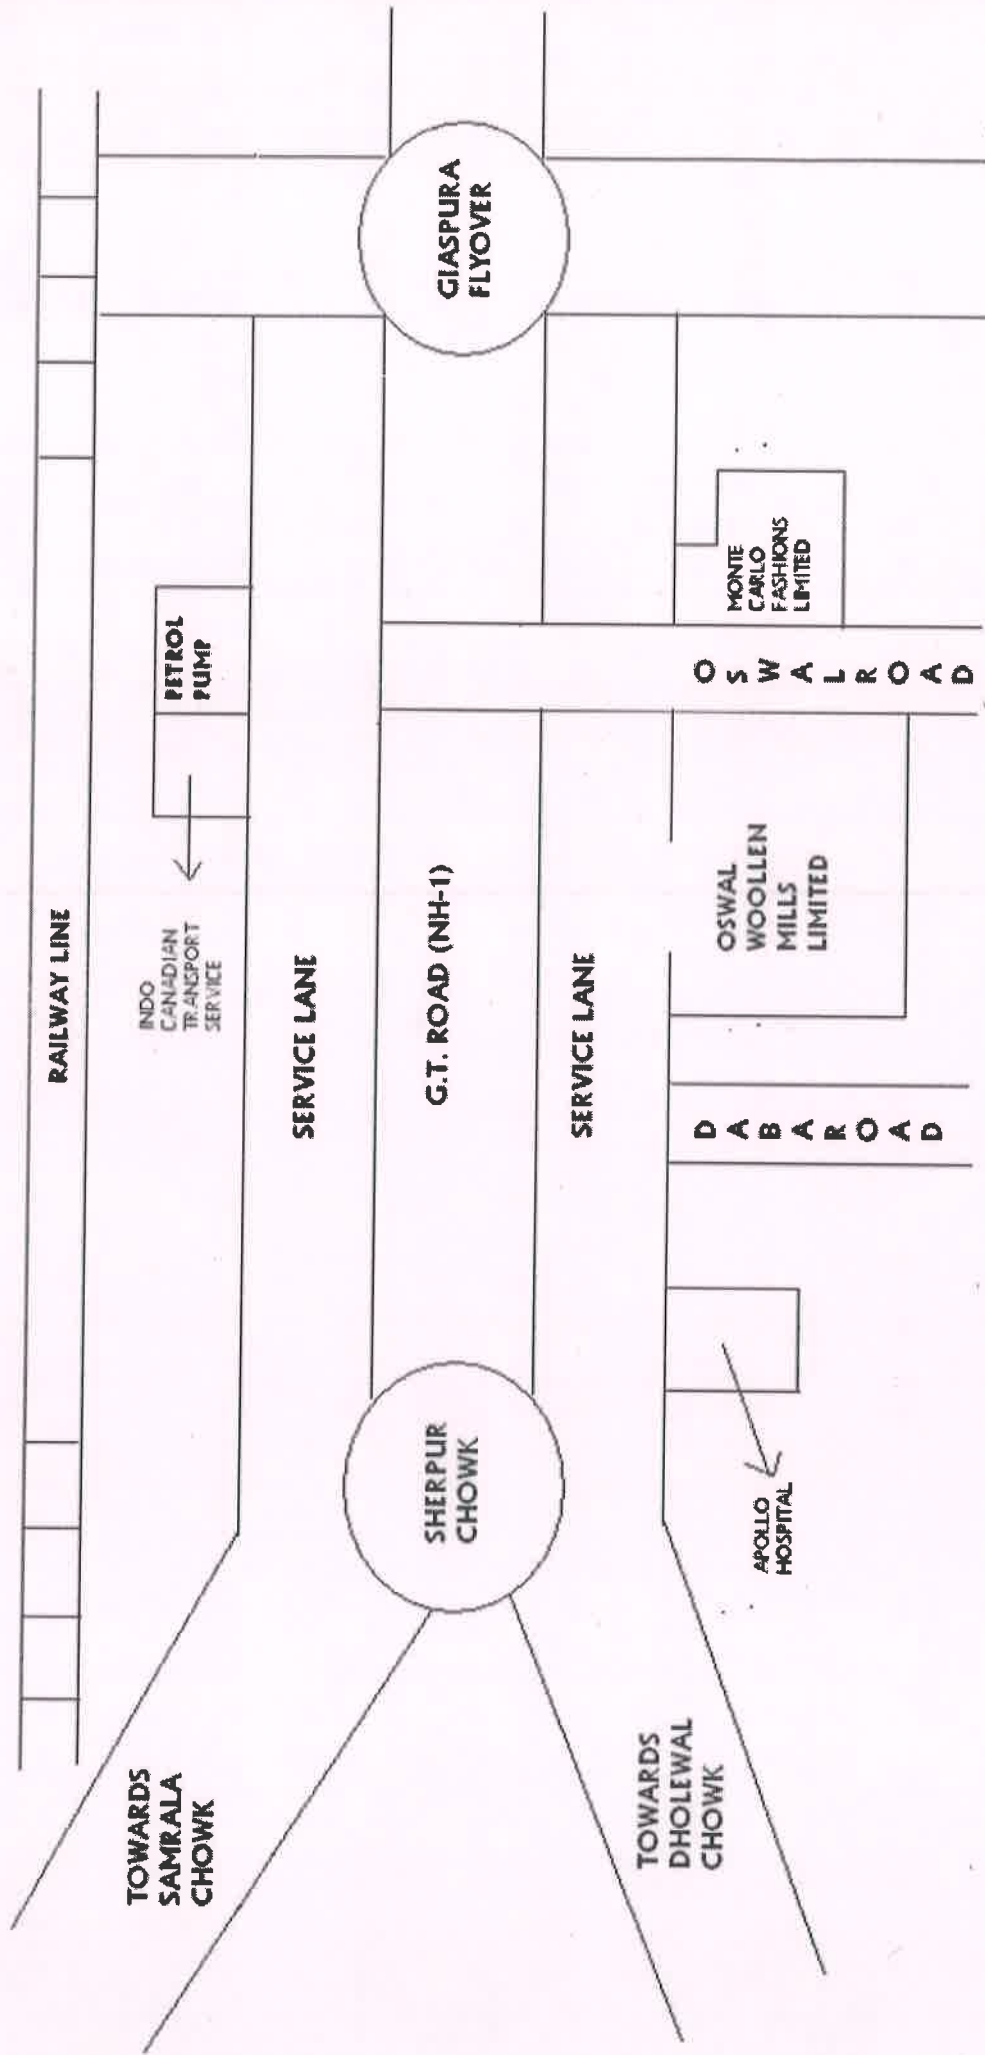 RAILWAY LINE
INDO
CANADIAN
TRANSPORT
SERVICE
PETROL
PUMP
TOWARDS
SAMRALA
CHOWK
SERVICE LANE
SHERPUR
CHOWK
G.T. ROAD (NH-1)
GIASPURA
FLYOVER
SERVICE LANE
TOWARDS
DHOLEWAL
CHOWK
APOLLO
HOSPITAL
DABA ROAD
OSWAL
WOOLLEN
MILLS
LIMITED
OSWAL ROAD
MONTE
CARLO
FASHIONS
LIMITED